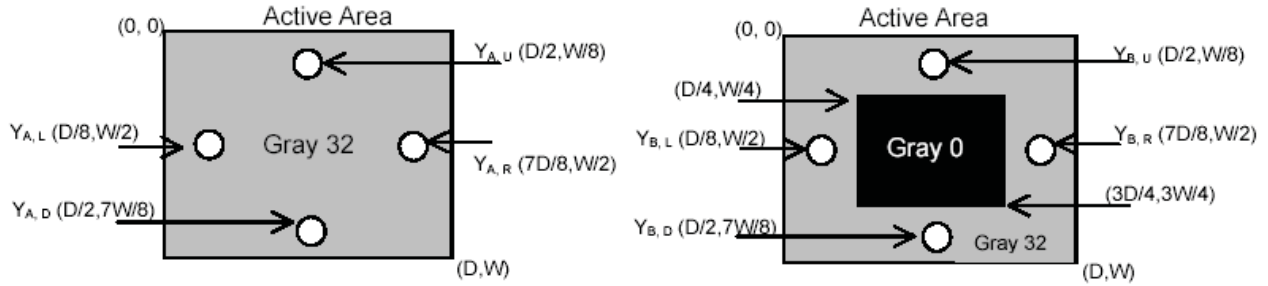 Active Area
(0, 0)
YA, U (D/2,W/8)
YA, L (D/8,W/2)
Gray 32
YA, R (7D/8,W/2)
YA, D (D/2,7W/8)
(D,W)
Active Area
(0, 0)
YB, U (D/2,W/8)
(D/4,W/4)
YB, L (D/8,W/2)
Gray 0
YB, R (7D/8,W/2)
(3D/4,3W/4)
YB, D (D/2,7W/8)
Gray 32
(D,W)